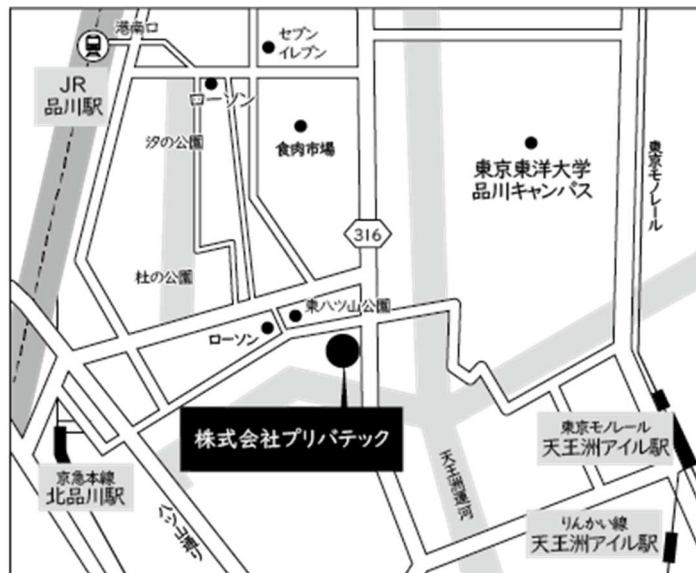 港南口
セブン
イレブン
JR
品川駅
ローソン
汐の公園
食肉市場
東京東洋大学
品川キャンパス
東京モノレール
316
杜の公園
東八ツ山公園
ローソン
株式会社プリバテック
東京モノレール
天王洲アイル駅
京急本線
北品川駅
天王洲運河
八ツ山通り
りんかい線
天王洲アイル駅